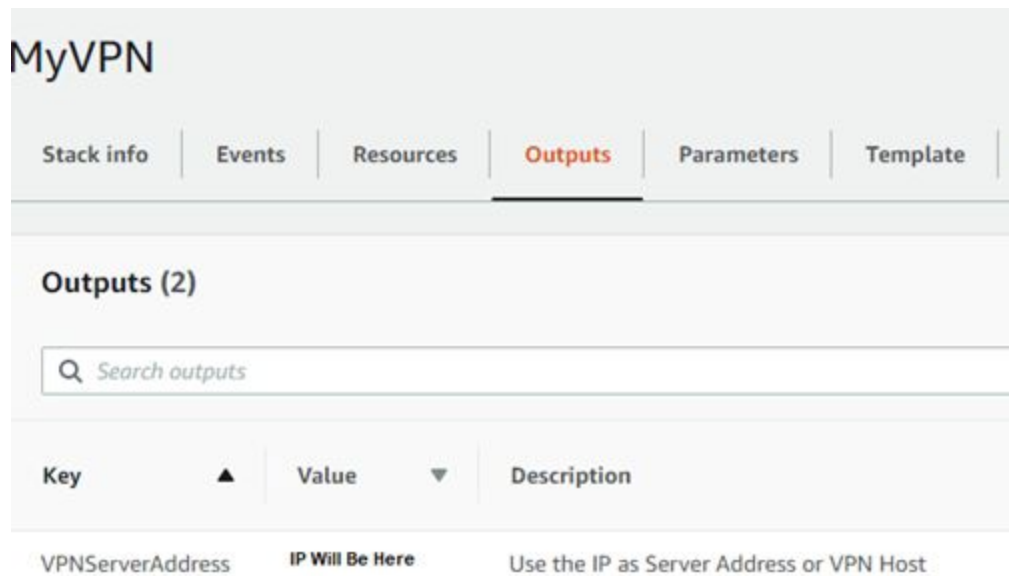 MyVPN
Stack info Events Resources Outputs Parameters Template
Outputs (2)
Search outputs
Key Value Description
VPNServerAddress IP Will Be Here Use the IP as Server Address or VPN Host